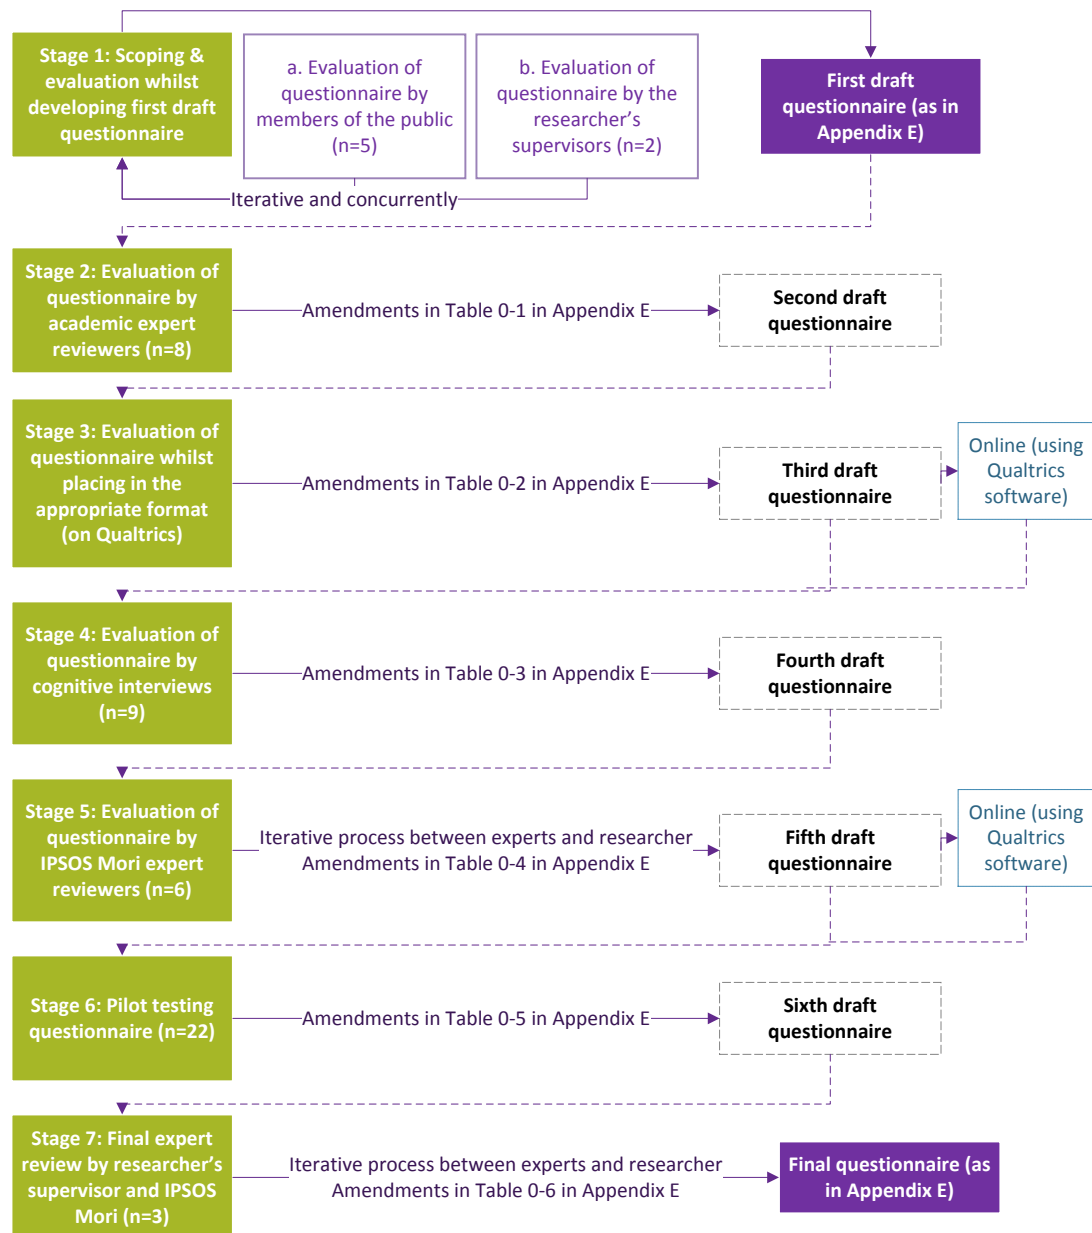 Stage 1: Scoping &
evaluation whilst
developing first draft
questionnaire
a. Evaluation of
questionnaire by
members of the public
(n=5)
b. Evaluation of
questionnaire by the
researcher's
supervisors (n=2)
First draft
questionnaire (as in
Appendix E)
Iterative and concurrently
Stage 2: Evaluation of
questionnaire by
academic expert
reviewers (n=8)
Amendments in Table 0-1 in Appendix E
Second draft
questionnaire
Stage 3: Evaluation of
questionnaire whilst
placing in the
appropriate format
(on Qualtrics)
Amendments in Table 0-2 in Appendix E
Third draft
questionnaire
Online (using
Qualtrics
software)
Stage 4: Evaluation of
questionnaire by
cognitive interviews
(n=9)
Amendments in Table 0-3 in Appendix E
Fourth draft
questionnaire
Stage 5: Evaluation of
questionnaire by
IPSOS Mori expert
reviewers (n=6)
Iterative process between experts and researcher
Amendments in Table 0-4 in Appendix E
Fifth draft
questionnaire
Online (using
Qualtrics
software)
Stage 6: Pilot testing
questionnaire (n=22)
Amendments in Table 0-5 in Appendix E
Sixth draft
questionnaire
Stage 7: Final expert
review by researcher's
supervisor and IPSOS
Mori (n=3)
Iterative process between experts and researcher
Amendments in Table 0-6 in Appendix E
Final questionnaire (as
in Appendix E)